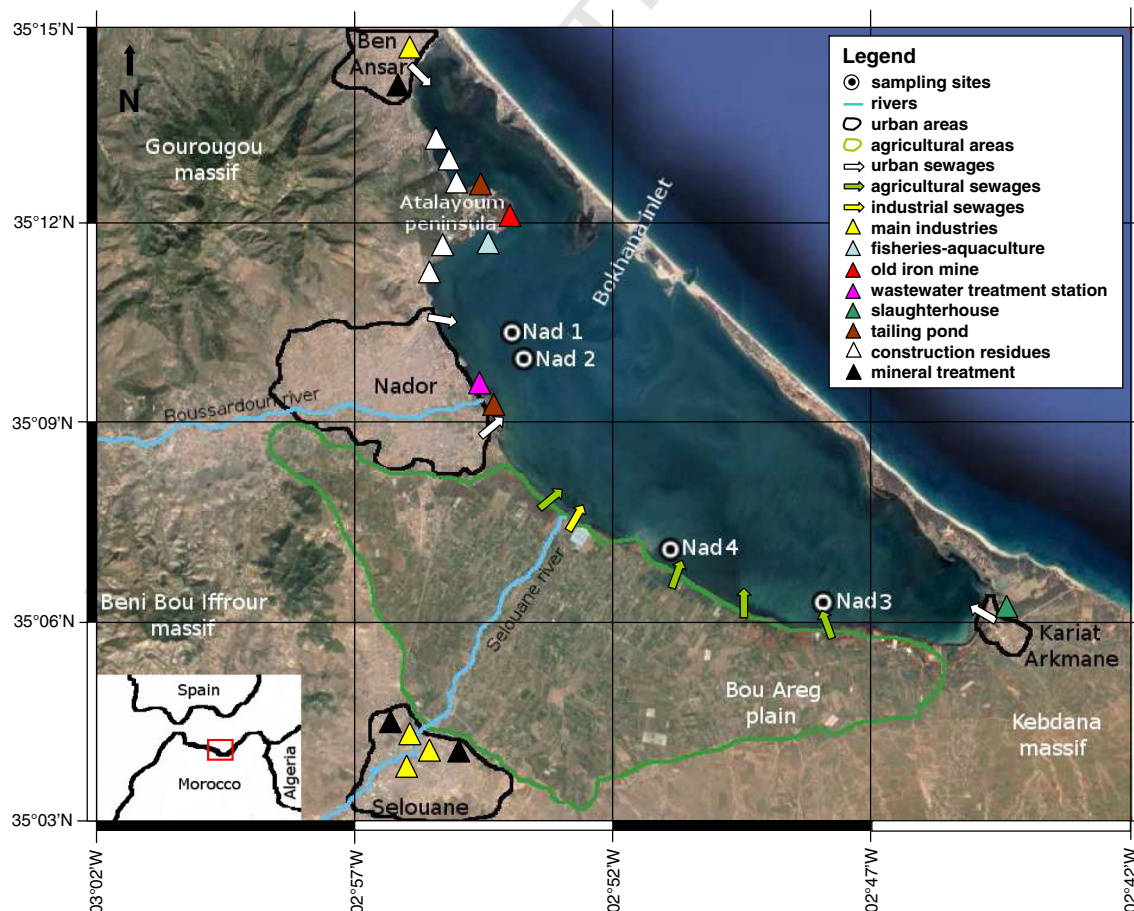 35°15'N
35°12'N
35°09'N
35°06'N
35°03'N
03°02'W
02°57'W
02°52'W
02°47'W
02°42'W
N
Ben
Ansar
Gourougou
massif
Atalayoum
peninsula
Bokhana inlet
Nad 1
Nad 2
Nador
Boussardoun river
Nad 4
Nad 3
Selouane river
Beni Bou Iffrour
massif
Kariat
Arkmane
Bou Areg
plain
Kebdana
massif
Selouane
Spain
Morocco
Algeria
Legend
sampling sites
rivers
urban areas
agricultural areas
urban sewages
agricultural sewages
industrial sewages
main industries
fisheries-aquaculture
old iron mine
wastewater treatment station
slaughterhouse
tailing pond
construction residues
mineral treatment